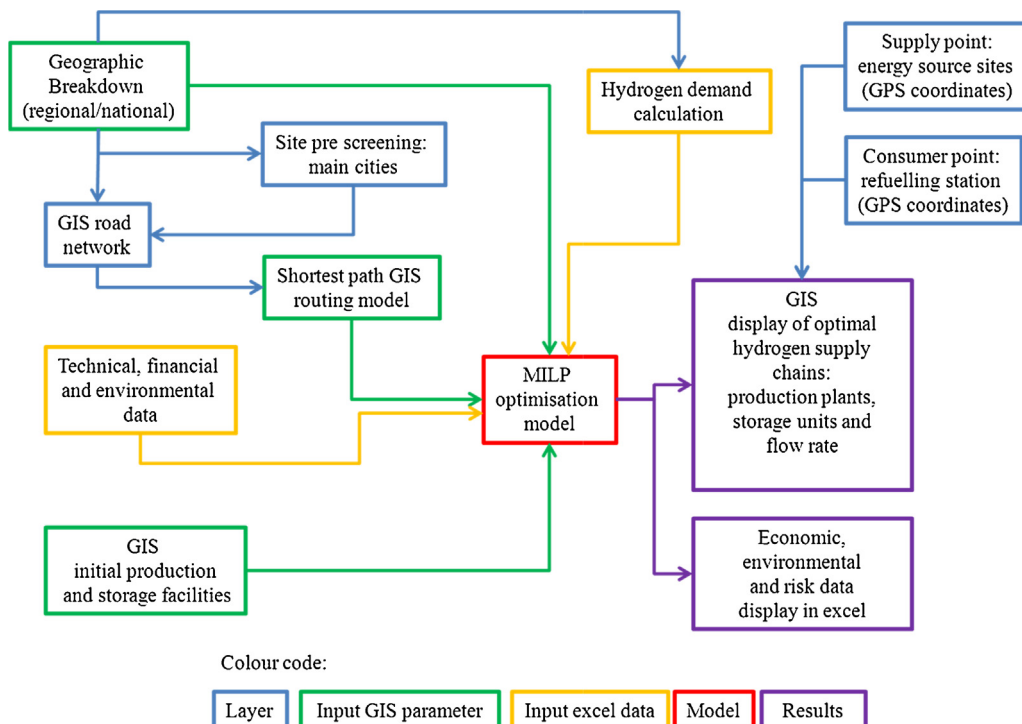 Geographic
Breakdown
(regional/national)
Hydrogen demand
calculation
Supply point:
energy source sites
(GPS coordinates)
Site pre screening:
main cities
Consumer point:
refuelling station
(GPS coordinates)
GIS road
network
Shortest path GIS
routing model
GIS
display of optimal
hydrogen supply
chains:
production plants,
storage units and
flow rate
Technical, financial
and environmental
data
MILP
optimisation
model
GIS
initial production
and storage facilities
Economic,
environmental
and risk data
display in excel
Colour code:
Layer
Input GIS parameter
Input excel data
Model
Results